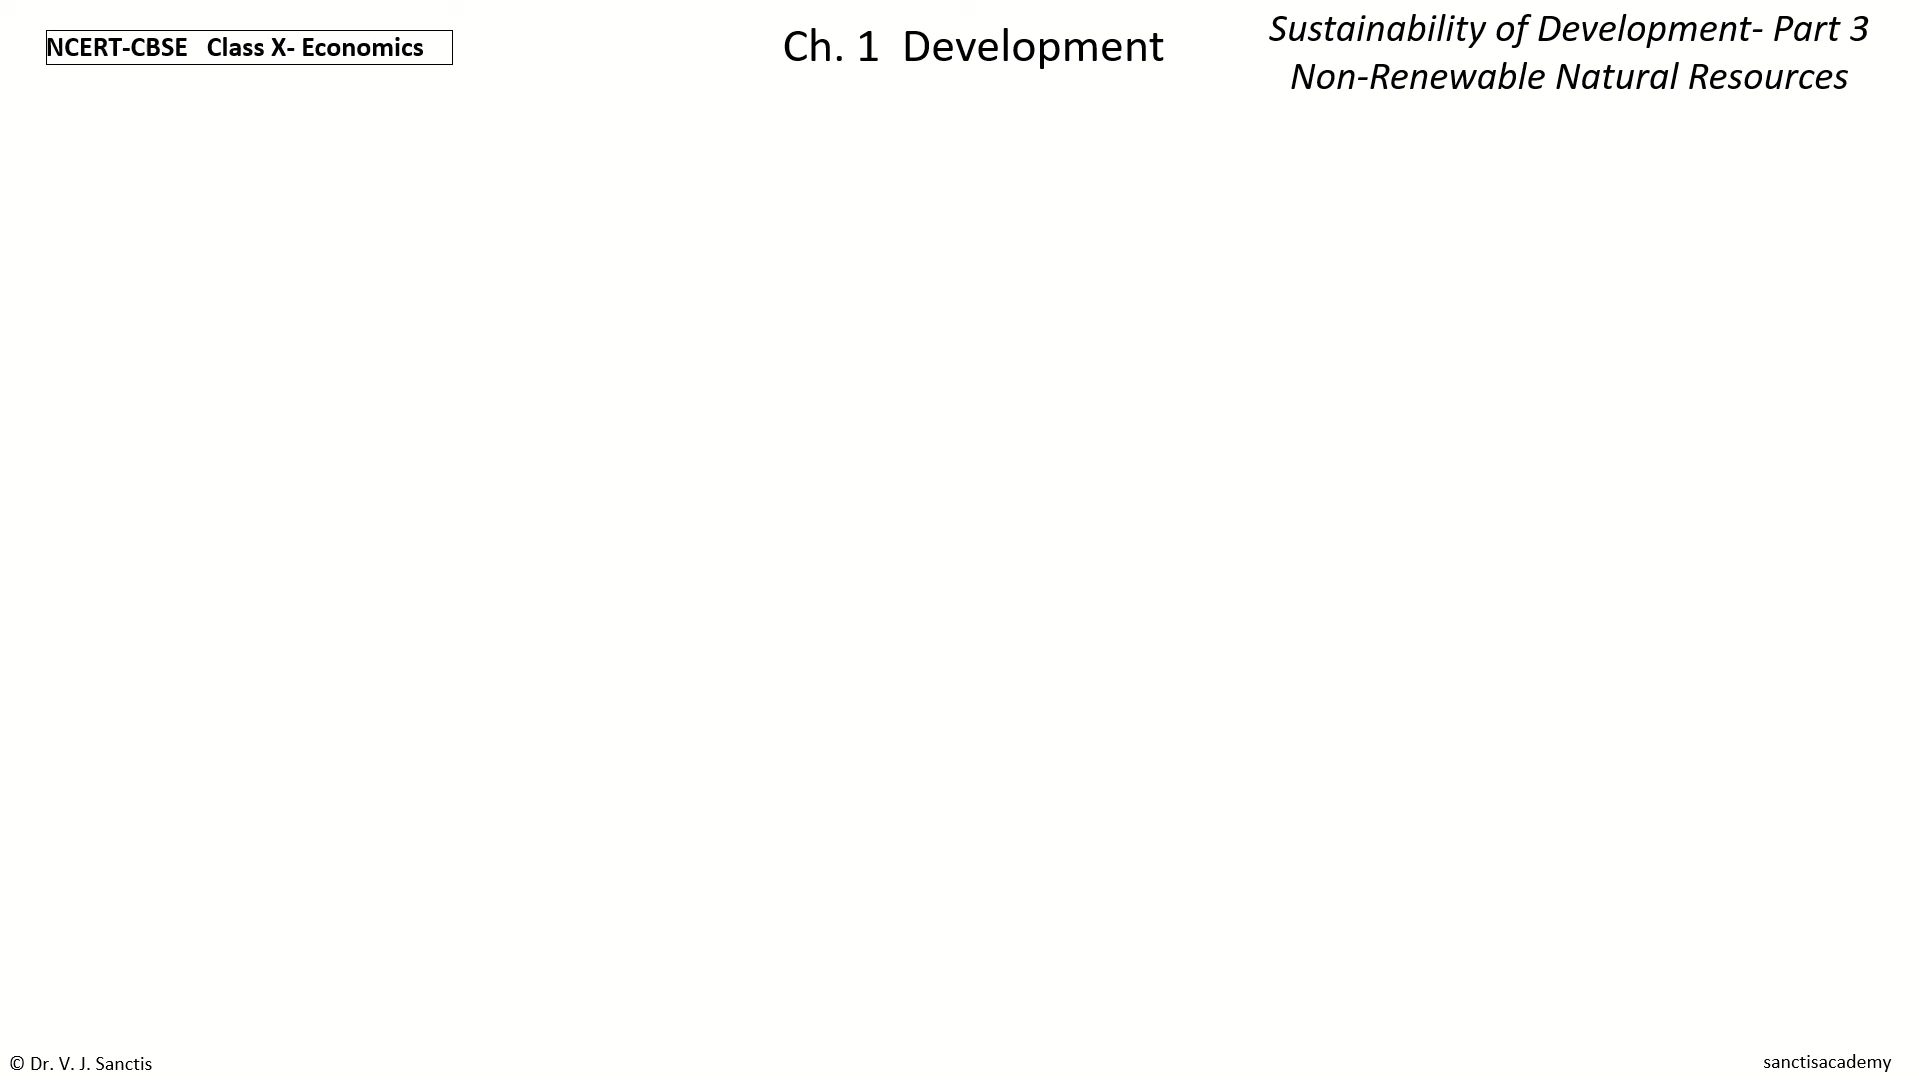 NCERT-CBSE Class X- Economics
Ch. 1 Development
Sustainability of Development- Part 3
Non-Renewable Natural Resources
© Dr. V. J. Sanctis
sanctisacademy